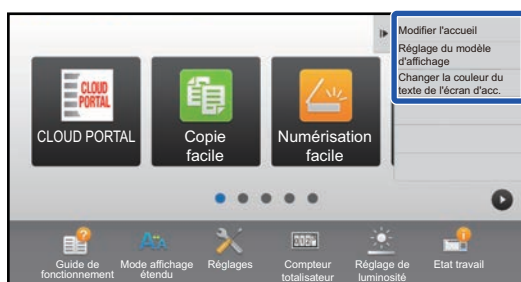 Modifier l'accueil
Réglage du modèle
d'affichage
Changer la couleur du
texte de l'écran d'acc.
CLOUD
PORTAL
CLOUD PORTAL
Copie
facile
Numérisation
facile
Guide de
fonctionnement
Mode affichage
étendu
Réglages
Compteur
totalisateur
Réglage de
luminosité
Etat travail